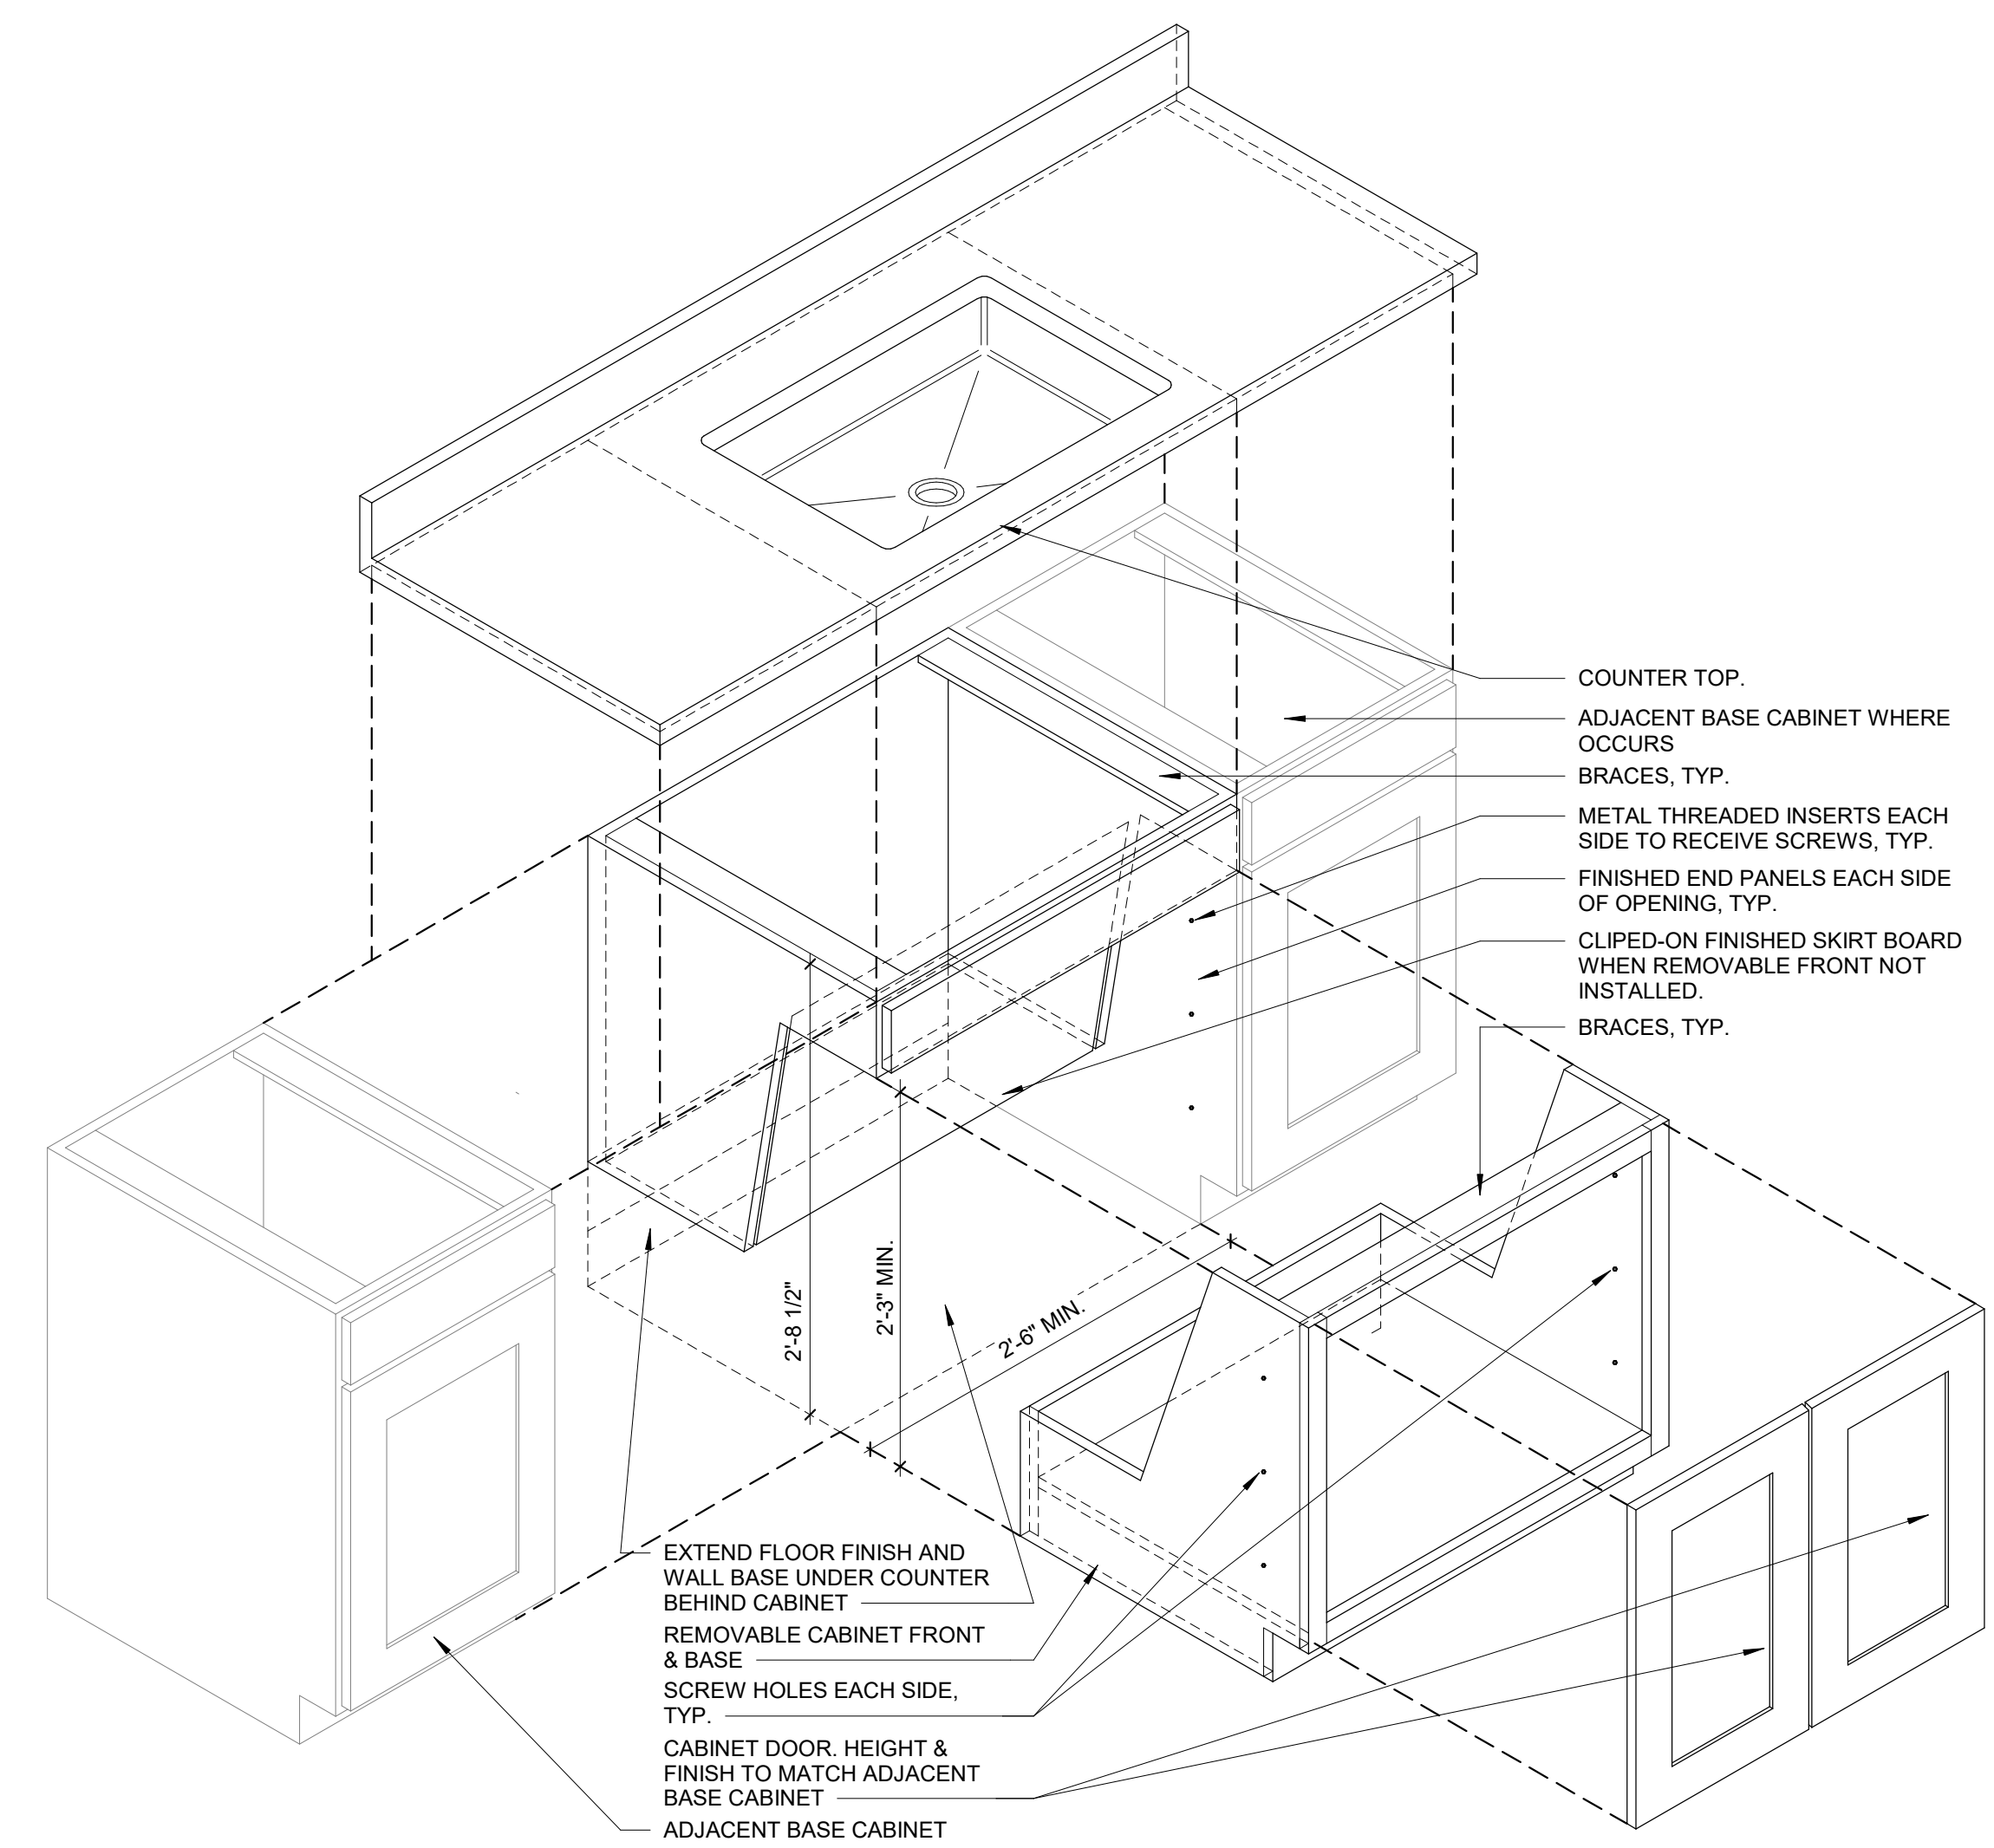 COUNTER TOP.
ADJACENT BASE CABINET WHERE
OCCURS
BRACES, TYP.
METAL THREADED INSERTS EACH
SIDE TO RECEIVE SCREWS, TYP.
FINISHED END PANELS EACH SIDE
OF OPENING, TYP.
CLIPED-ON FINISHED SKIRT BOARD
WHEN REMOVABLE FRONT NOT
INSTALLED.
BRACES, TYP.
2'-8 1/2"
2'-3" MIN.
2'-6" MIN.
EXTEND FLOOR FINISH AND
WALL BASE UNDER COUNTER
BEHIND CABINET
REMOVABLE CABINET FRONT
& BASE
SCREW HOLES EACH SIDE,
TYP.
CABINET DOOR. HEIGHT &
FINISH TO MATCH ADJACENT
BASE CABINET
ADJACENT BASE CABINET